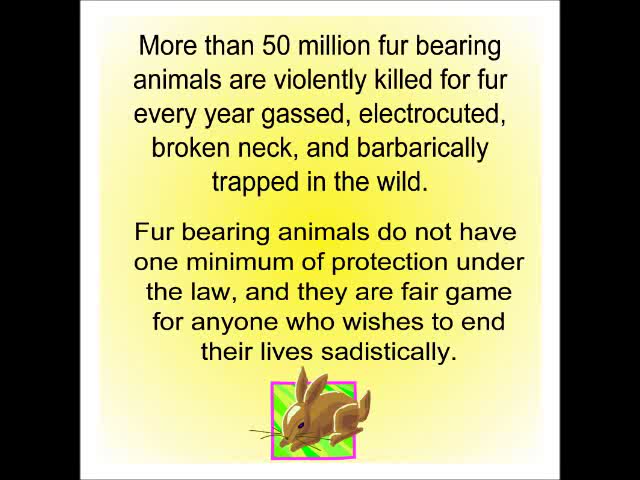 More than 50 million fur bearing
animals are violently killed for fur
every year gassed, electrocuted,
broken neck, and barbarically
trapped in the wild.
Fur bearing animals do not have
one minimum of protection under
the law, and they are fair game
for anyone who wishes to end
their lives sadistically.